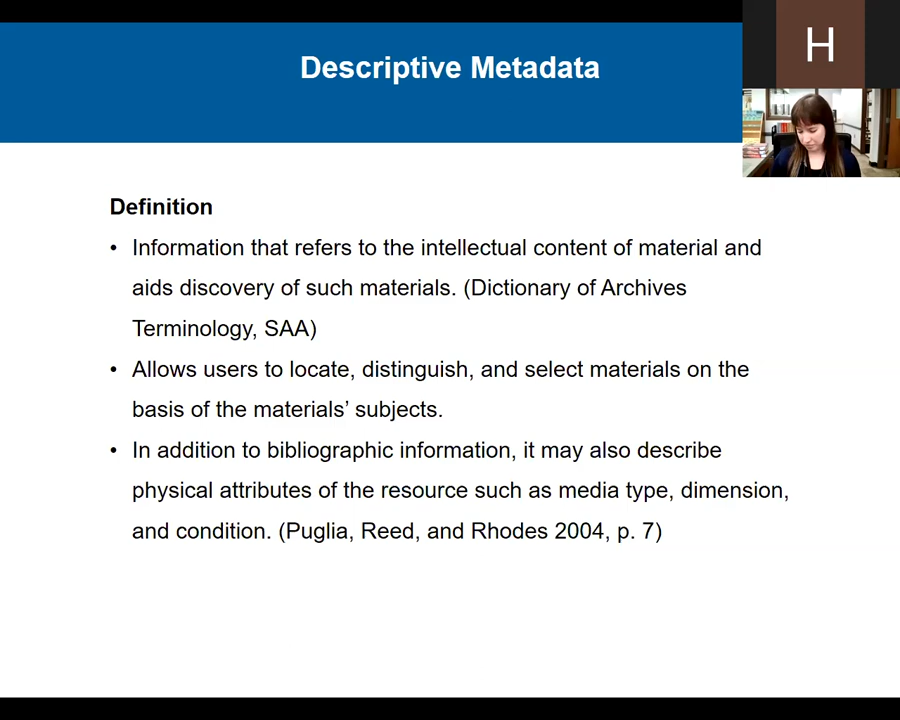 Descriptive Metadata
H
Definition
• Information that refers to the intellectual content of material and
aids discovery of such materials. (Dictionary of Archives
Terminology, SAA)
• Allows users to locate, distinguish, and select materials on the
basis of the materials’ subjects.
• In addition to bibliographic information, it may also describe
physical attributes of the resource such as media type, dimension,
and condition. (Puglia, Reed, and Rhodes 2004, p. 7)